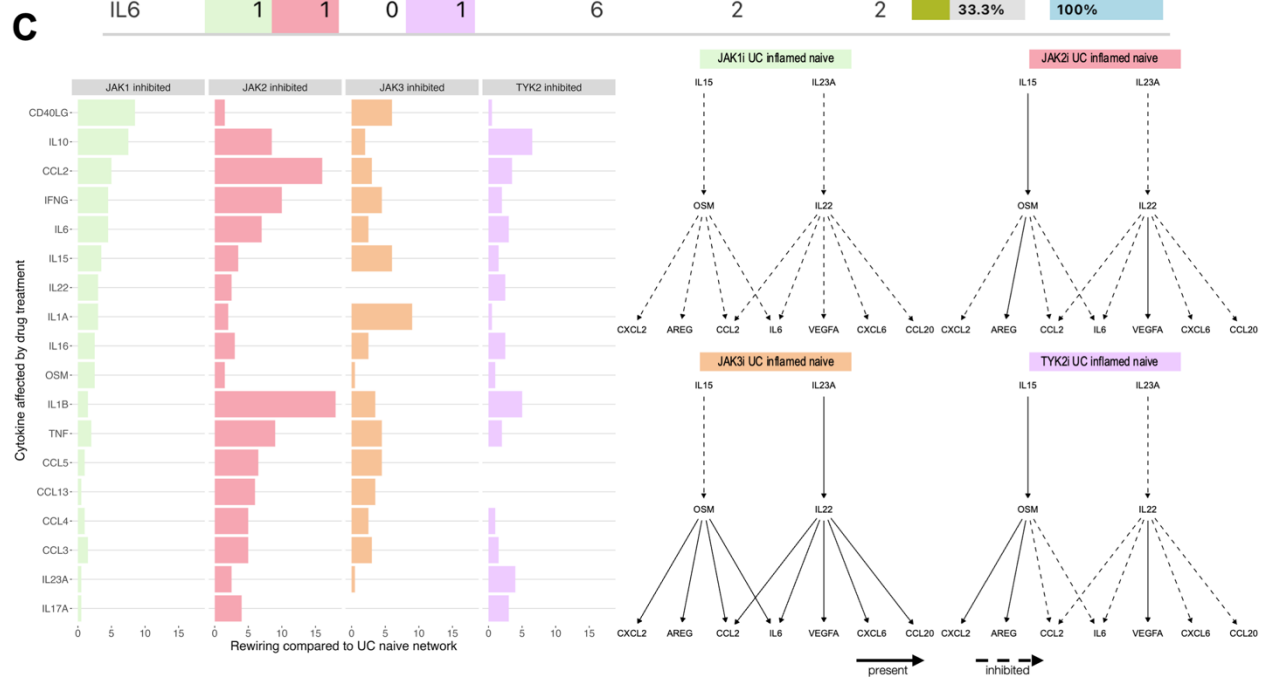 IL6 1 1 0 1 6 2 2 33.3% 100%
C
JAK1 inhibited JAK2 inhibited JAK3 inhibited TYK2 inhibited
Cytokine affected by drug treatment
CD40LG
IL10
CCL2
IFNG
IL6
IL15
IL22
IL1A
IL16
OSM
IL1B
TNF
CCL5
CCL13
CCL4
CCL3
IL23A
IL17A
0 5 10 15 0 5 10 15 0 5 10 15 0 5 10 15
Rewiring compared to UC naive network
JAK1i UC inflamed naive
IL15 IL23A
OSM IL22
CXCL2 AREG CCL2 IL6 VEGFA CXCL6 CCL20
JAK2i UC inflamed naive
IL15 IL23A
OSM IL22
CXCL2 AREG CCL2 IL6 VEGFA CXCL6 CCL20
JAK3i UC inflamed naive
IL15 IL23A
OSM IL22
CXCL2 AREG CCL2 IL6 VEGFA CXCL6 CCL20
TYK2i UC inflamed naive
IL15 IL23A
OSM IL22
CXCL2 AREG CCL2 IL6 VEGFA CXCL6 CCL20
present inhibited